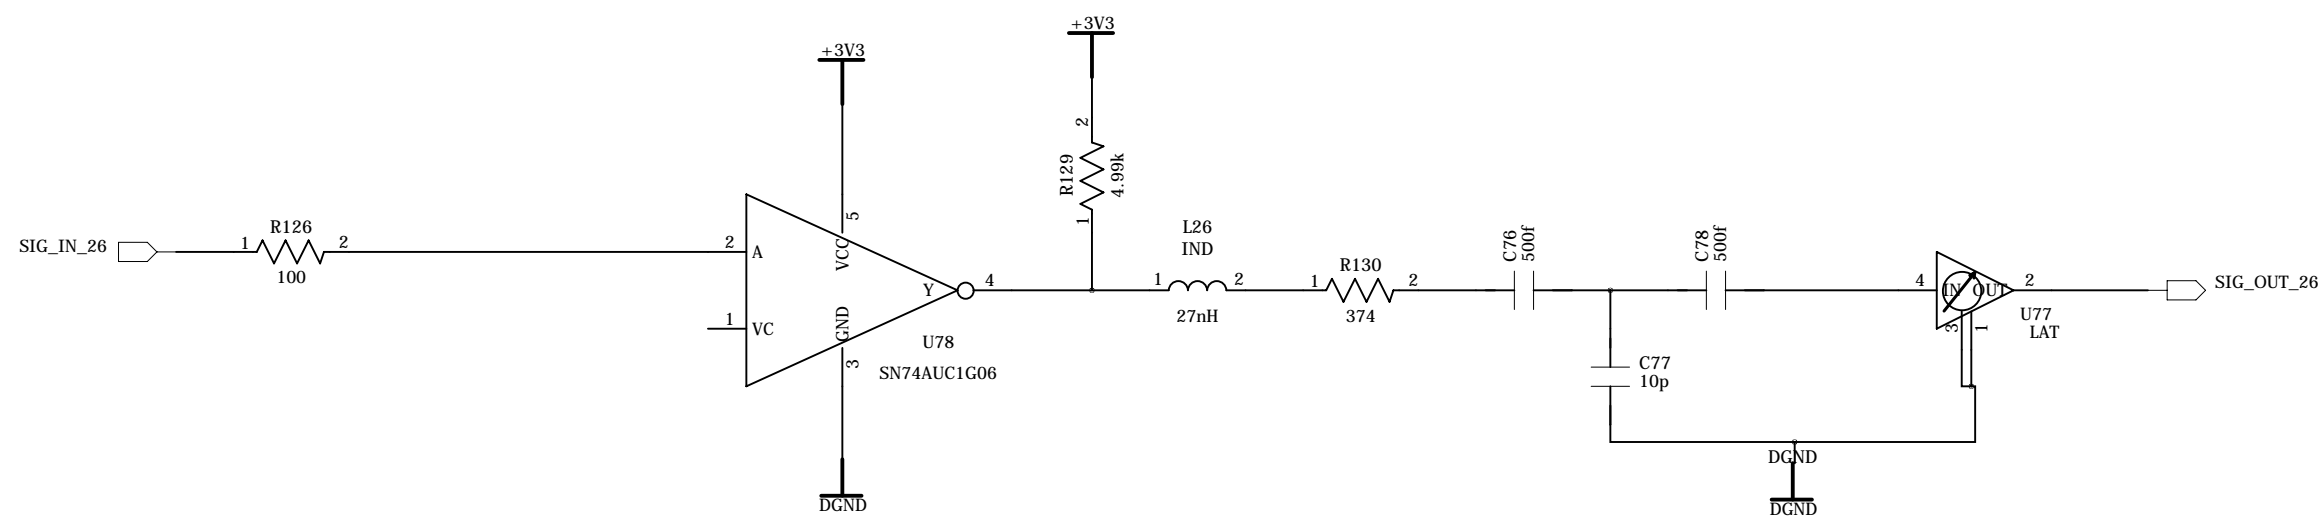 +3V3
+3V3
SIG_IN_26
1
R126
2
100
2
A
5
VCC
1
VC
GND
3
Y
4
U78
SN74AUC1G06
DGND
2
R129
4.99k
1
L26
IND
1
2
27nH
R130
1
2
374
C76
500f
C78
500f
C77
10p
4
IN
OUT
2
U77
LAT
3
1
SIG_OUT_26
DGND
DGND